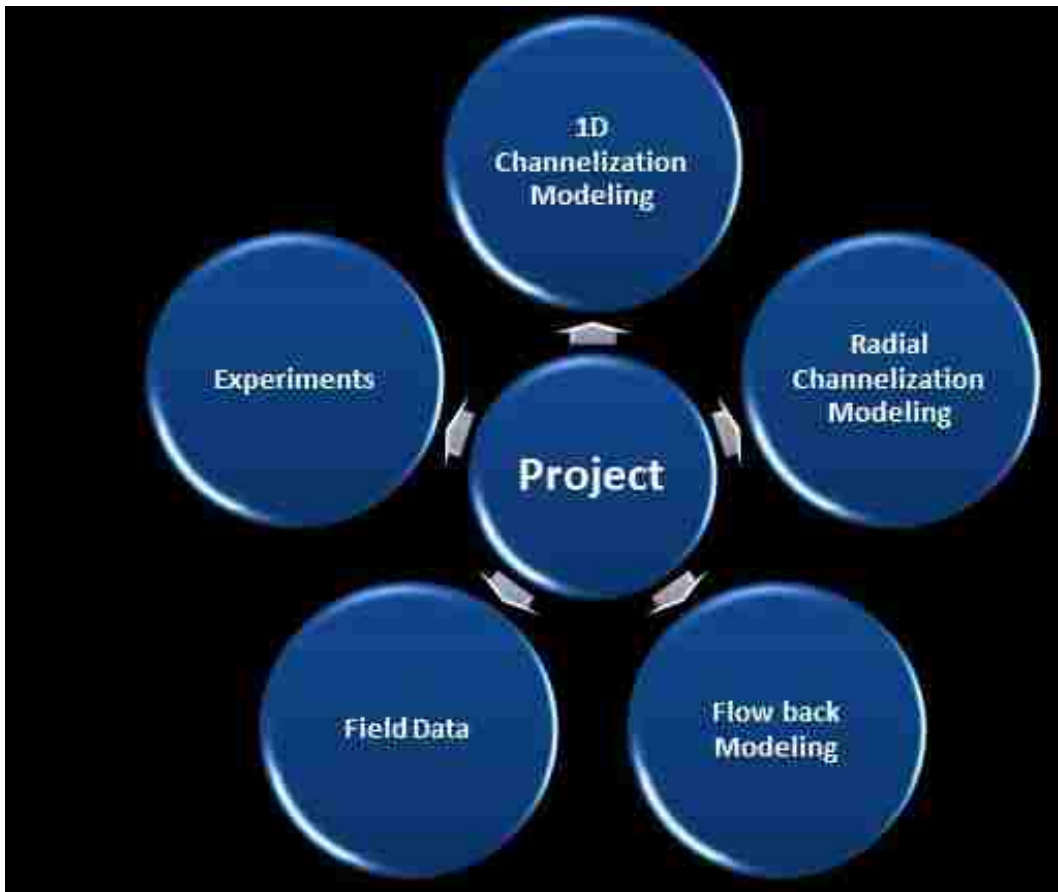 1D
Channelization
Modeling
Experiments
Radial
Channelization
Modeling
Project
Field Data
Flow back
Modeling